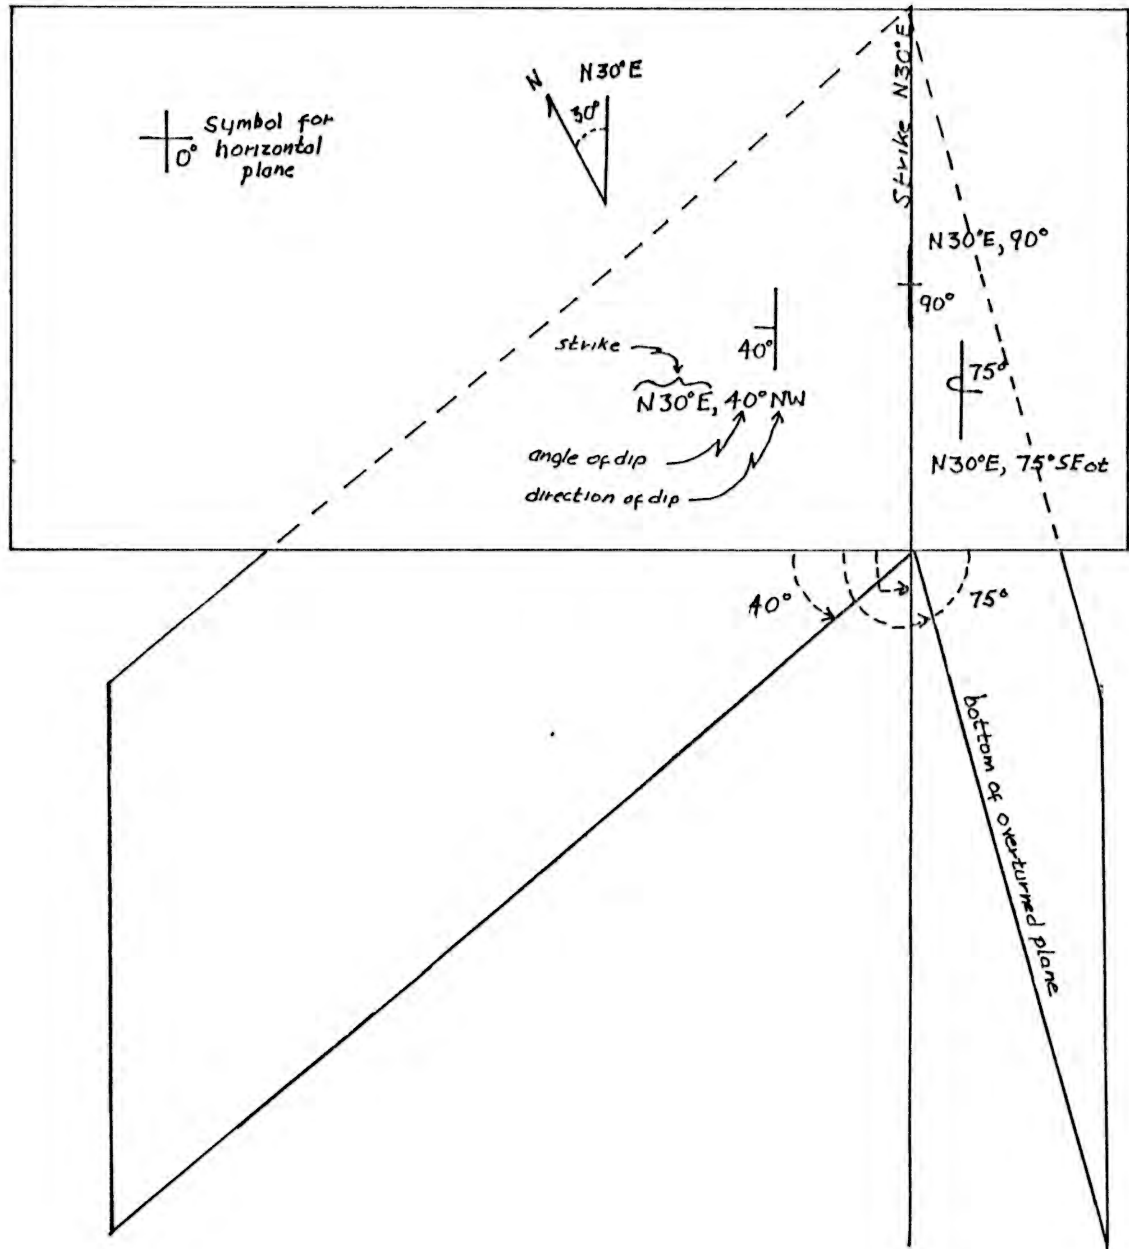 N
N30°E
30°
Symbol for
0° horizontal
plane
Strike N30°E
N30°E, 90°
90°
40°
strike
75°
N30°E, 40°NW
angle of dip
N30°E, 75°SEot
direction of dip
40°
75°
bottom of overturned plane